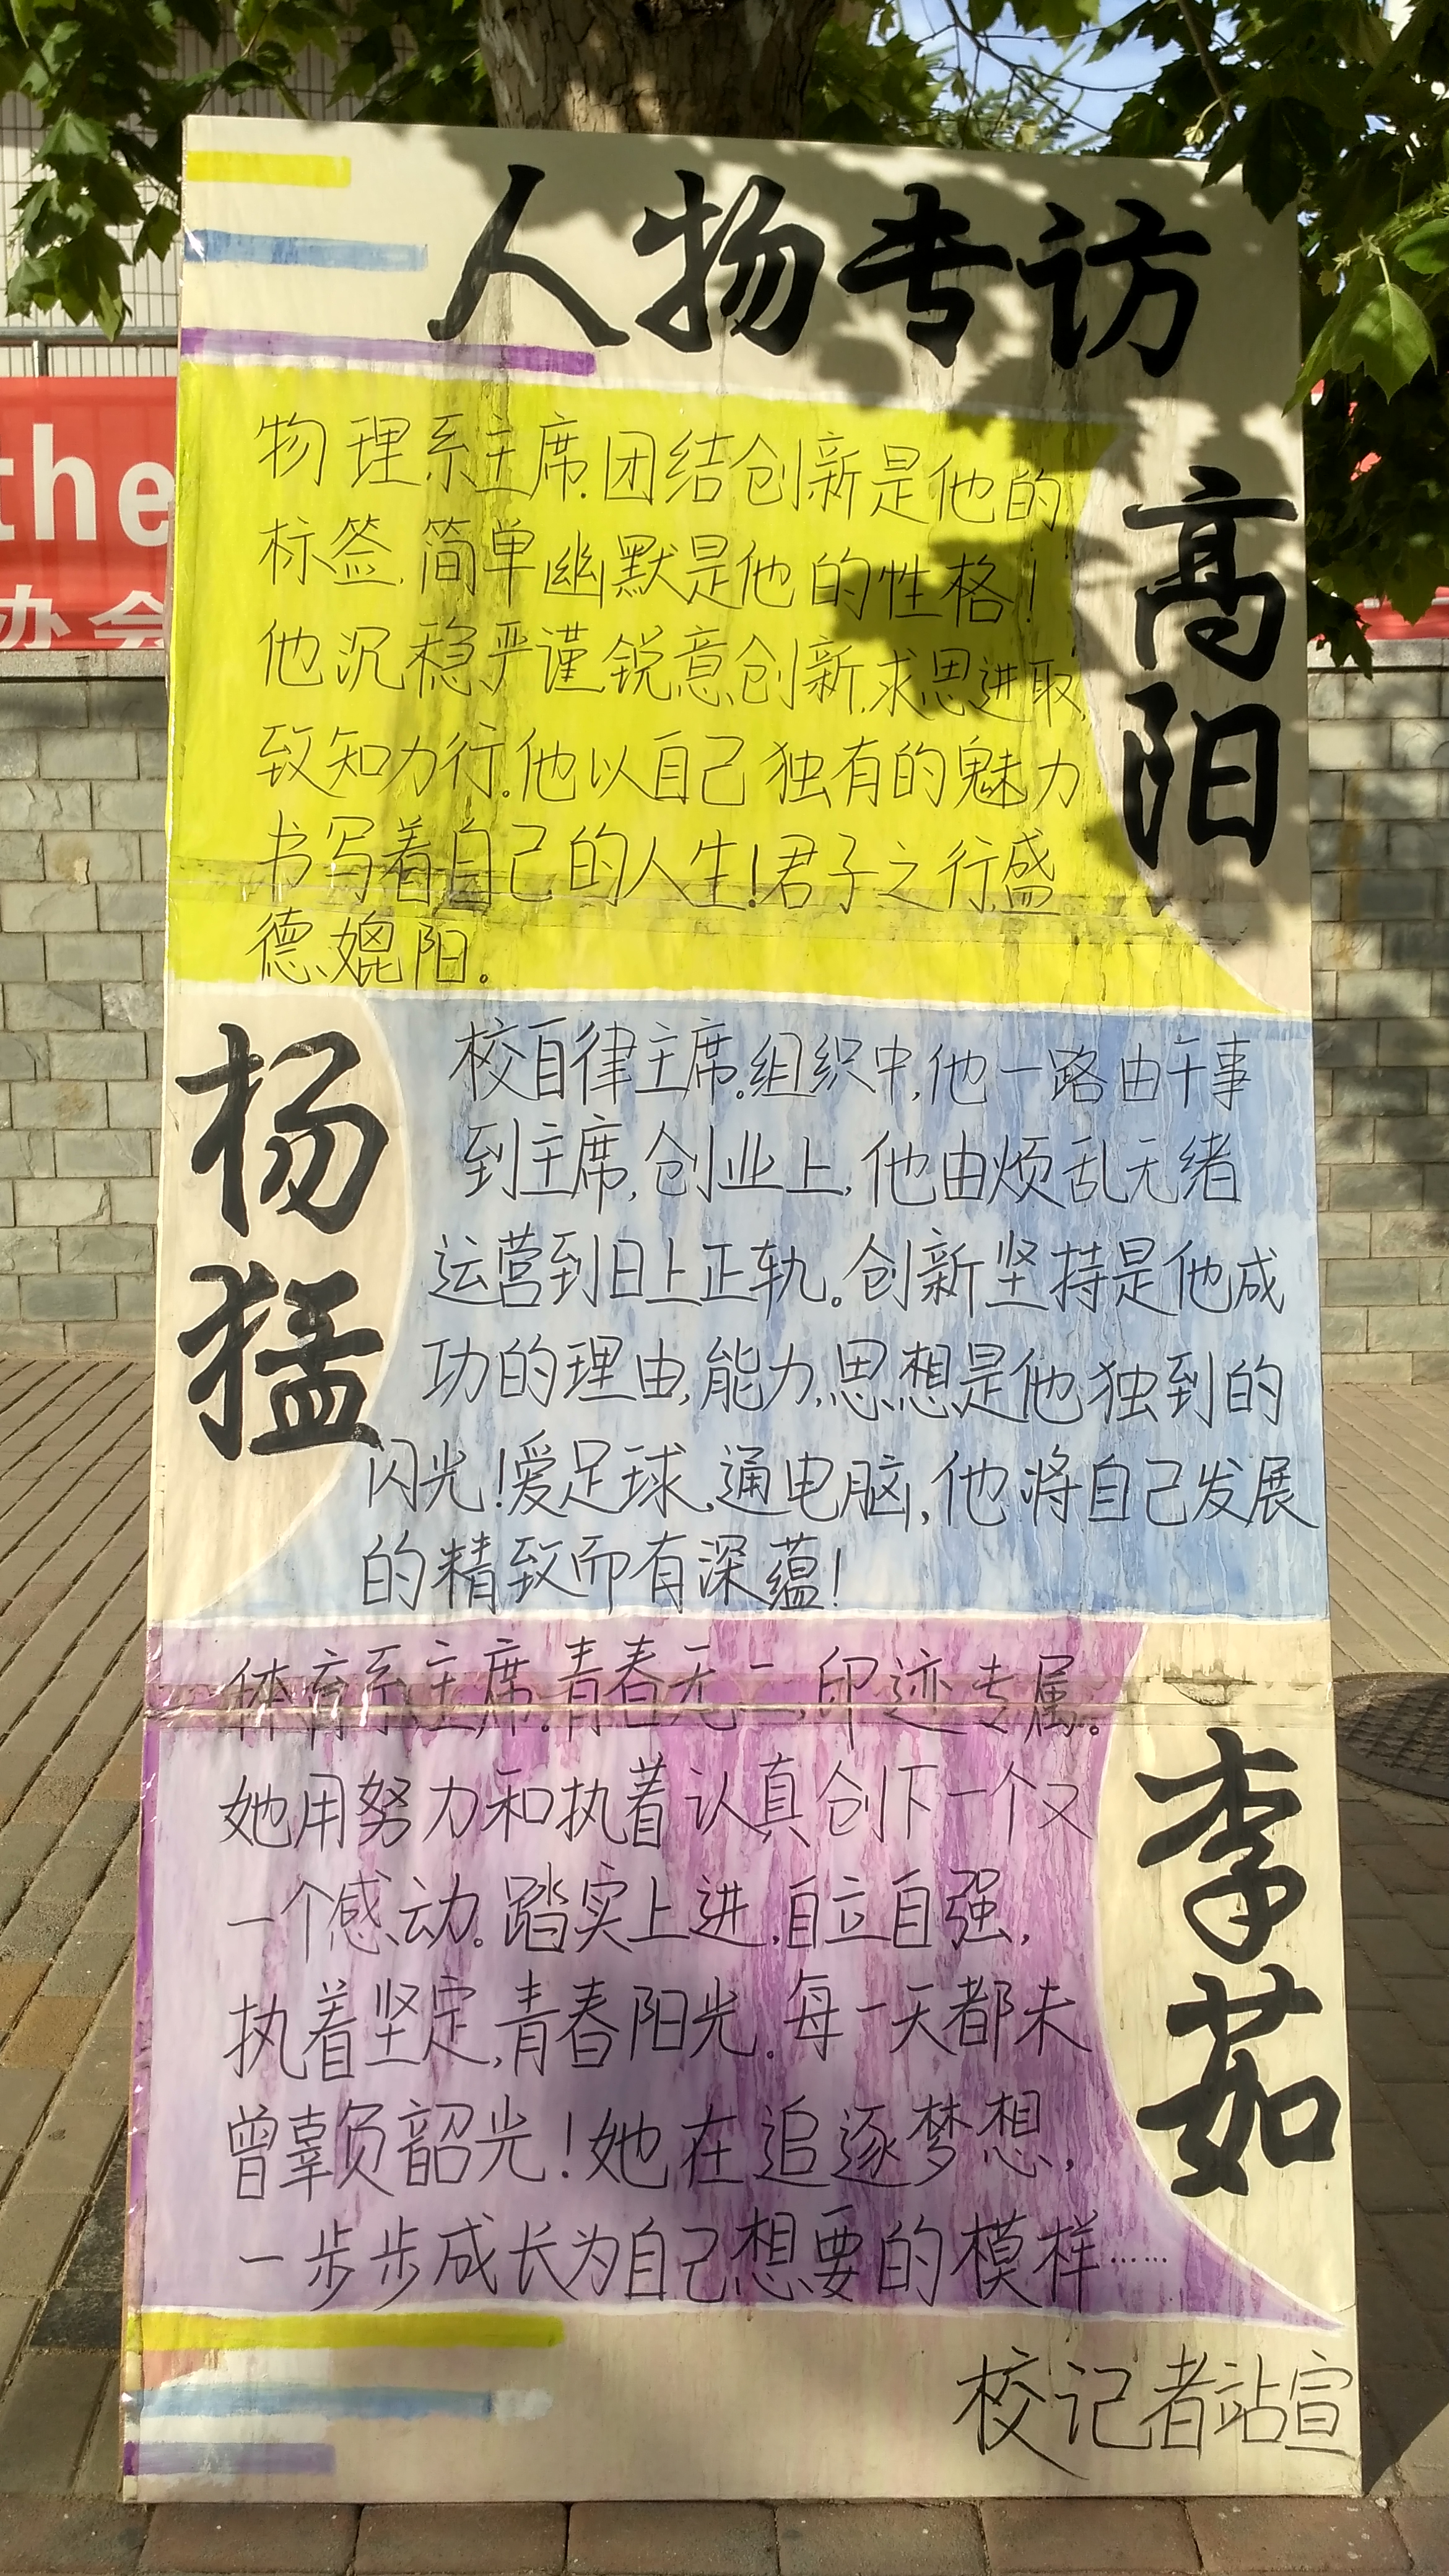 人物专访
the
办会
高阳
物理系主席.团结创新是他的
标签,简单幽默是他的性格!
他沉稳严谨锐意创新,求思进取,
致知力行.他以自己独有的魅力
书写着自己的人生!君子之行盛
德媲阳。
杨猛
校自律主席。组织中,他一路由干事
到主席,创业上,他由烦乱无绪
运营到日上正轨。创新坚持是他成
功的理由,能力,思想是他独到的
闪光!爱足球,通电脑,他将自己发展
的精致而有深蕴!
李茹
体育系主席.青春无二,印迹专属。
她用努力和执着认真创下一个又
一个感动。踏实上进,自立自强,
执着坚定,青春阳光.每一天都未
曾辜负韶光!她在追逐梦想,
一步步成长为自己想要的模样……
校记者站宣